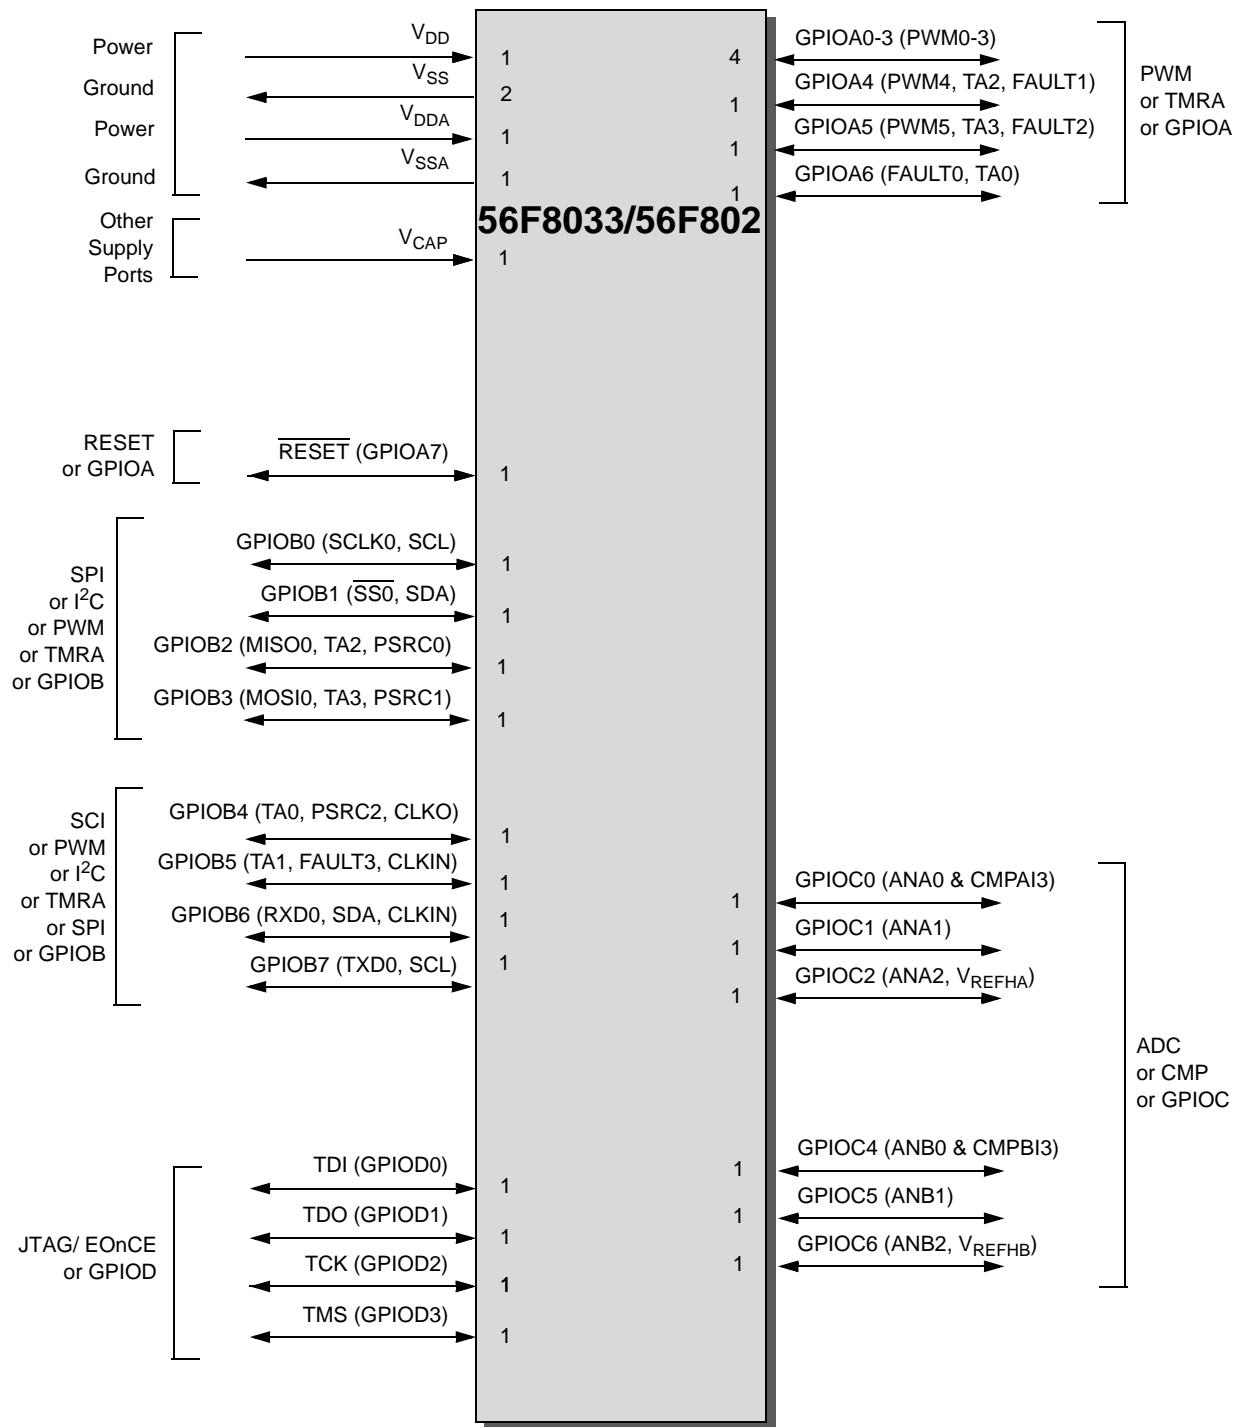 Power
V_DD
1
Ground
V_SS
2
Power
V_DDA
1
Ground
V_SSA
1
Other
Supply
Ports
V_CAP
1
56F8033/56F802
4
GPIOA0-3 (PWM0-3)
1
GPIOA4 (PWM4, TA2, FAULT1)
1
GPIOA5 (PWM5, TA3, FAULT2)
1
GPIOA6 (FAULT0, TA0)
PWM
or TMRA
or GPIOA
RESET
or GPIOA
RESET (GPIOA7)
1
SPI
or I2C
or PWM
or TMRA
or GPIOB
GPIOB0 (SCLK0, SCL)
1
GPIOB1 (SS0, SDA)
1
GPIOB2 (MISO0, TA2, PSRC0)
1
GPIOB3 (MOSI0, TA3, PSRC1)
1
SCI
or PWM
or I2C
or TMRA
or SPI
or GPIOB
GPIOB4 (TA0, PSRC2, CLKO)
1
GPIOB5 (TA1, FAULT3, CLKIN)
1
GPIOB6 (RXD0, SDA, CLKIN)
1
GPIOB7 (TXD0, SCL)
1
1
GPIOC0 (ANA0 & CMPAI3)
1
GPIOC1 (ANA1)
1
GPIOC2 (ANA2, V_REFHA)
ADC
or CMP
or GPIOC
1
GPIOC4 (ANB0 & CMPBI3)
1
GPIOC5 (ANB1)
1
GPIOC6 (ANB2, V_REFHB)
JTAG/ EOnCE
or GPIOD
TDI (GPIOD0)
1
TDO (GPIOD1)
1
TCK (GPIOD2)
1
TMS (GPIOD3)
1